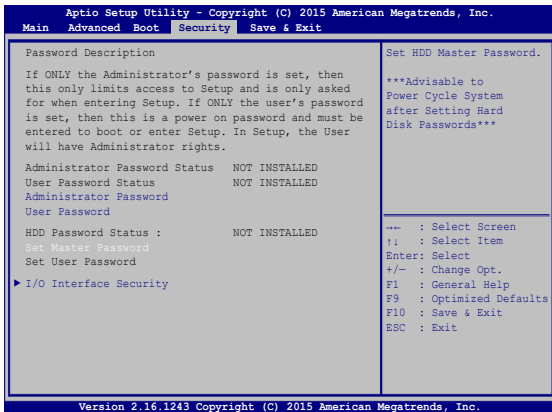 Aptio Setup Utility - Copyright (C) 2015 American Megatrends, Inc.
Main Advanced Boot Security Save & Exit
Password Description
If ONLY the Administrator's password is set, then
this only limits access to Setup and is only asked
for when entering Setup. If ONLY the user's password
is set, then this is a power on password and must be
entered to boot or enter Setup. In Setup, the User
will have Administrator rights.
Administrator Password Status NOT INSTALLED
User Password Status NOT INSTALLED
Administrator Password
User Password
HDD Password Status : NOT INSTALLED
Set Master Password
Set User Password
▶ I/O Interface Security
Set HDD Master Password.
***Advisable to
Power Cycle System
after Setting Hard
Disk Passwords***
→← : Select Screen
↑↓ : Select Item
Enter: Select
+/— : Change Opt.
F1 : General Help
F9 : Optimized Defaults
F10 : Save & Exit
ESC : Exit
Version 2.16.1243 Copyright (C) 2015 American Megatrends, Inc.